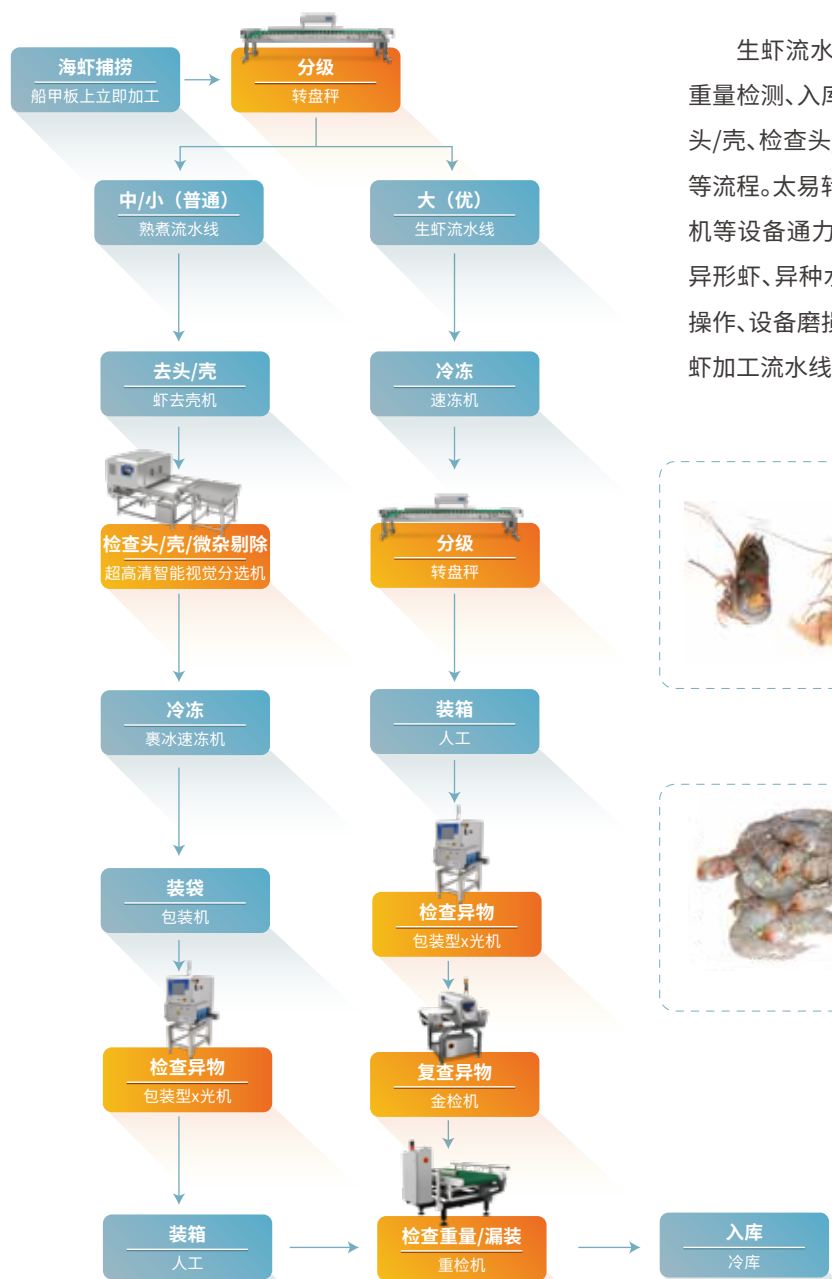 海虾捕捞
船甲板上立即加工
分级
转盘秤
中/小（普通）
熟煮流水线
大（优）
生虾流水线
去头/壳
虾去壳机
冷冻
速冻机
检查头/壳/微杂剔除
超高清智能视觉分选机
分级
转盘秤
冷冻
裹冰速冻机
装箱
人工
装袋
包装机
检查异物
包装型x光机
检查异物
包装型x光机
复查异物
金检机
装箱
人工
检查重量/漏装
重检机
入库
冷库
生虾流水
重量检测、入库
头/壳、检查头
等流程。太易转
机等设备通力
异形虾、异种水
操作、设备磨损
虾加工流水线